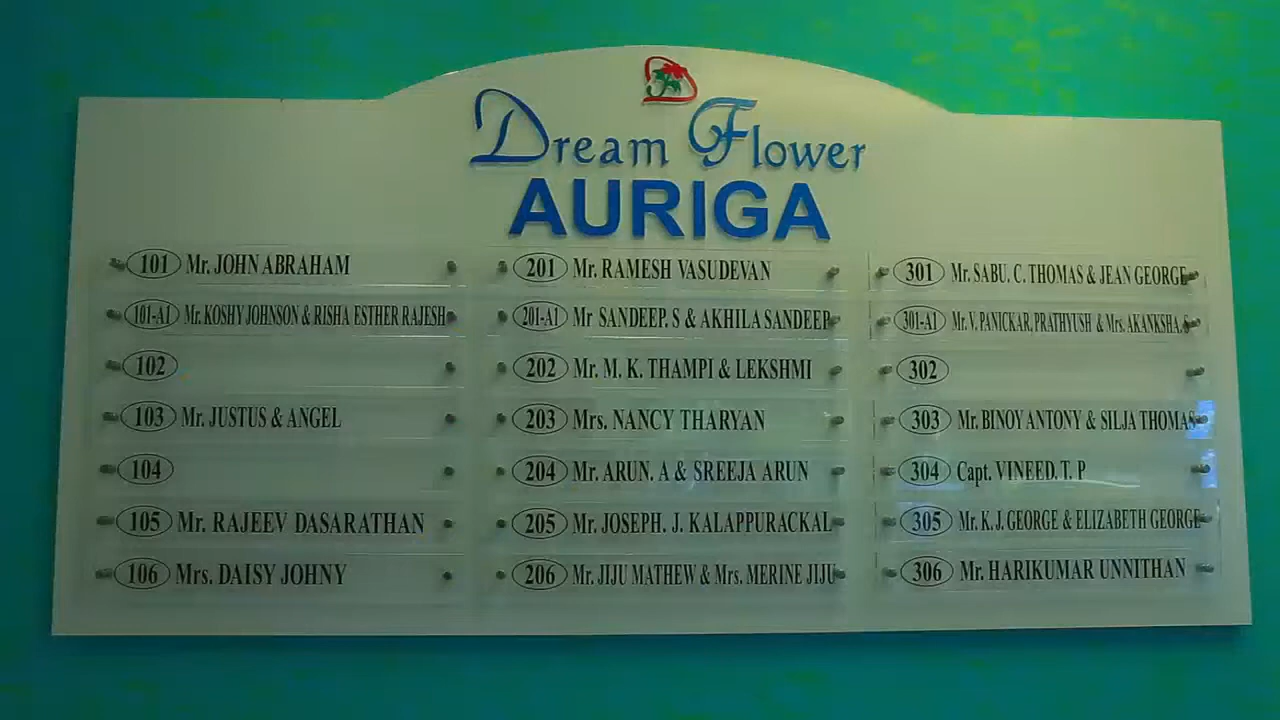 Dream Flower
AURIGA
101 Mr. JOHN ABRAHAM
101-A1 Mr. KOSHY JOHNSON & RISHA ESTHER RAJESH
102
103 Mr. JUSTUS & ANGEL
104
105 Mr. RAJEEV DASARATHAN
106 Mrs. DAISY JOHNY
201 Mr. RAMESH VASUDEVAN
201-A1 Mr SANDEEP. S & AKHILA SANDEEP
202 Mr. M. K. THAMPI & LEKSHMI
203 Mrs. NANCY THARYAN
204 Mr. ARUN. A & SREEJA ARUN
205 Mr. JOSEPH. J. KALAPPURACKAL
206 Mr. JIJU MATHEW & Mrs. MERINE JIJU
301 Mr. SABU. C. THOMAS & JEAN GEORGE
301-A1 Mr. V. PANICKAR, PRATHYUSH & Mrs. AKANKSHA.S
302
303 Mr. BINOY ANTONY & SILJA THOMAS
304 Capt. VINEED. T. P
305 Mr. K. J. GEORGE & ELIZABETH GEORGE
306 Mr. HARIKUMAR UNNITHAN